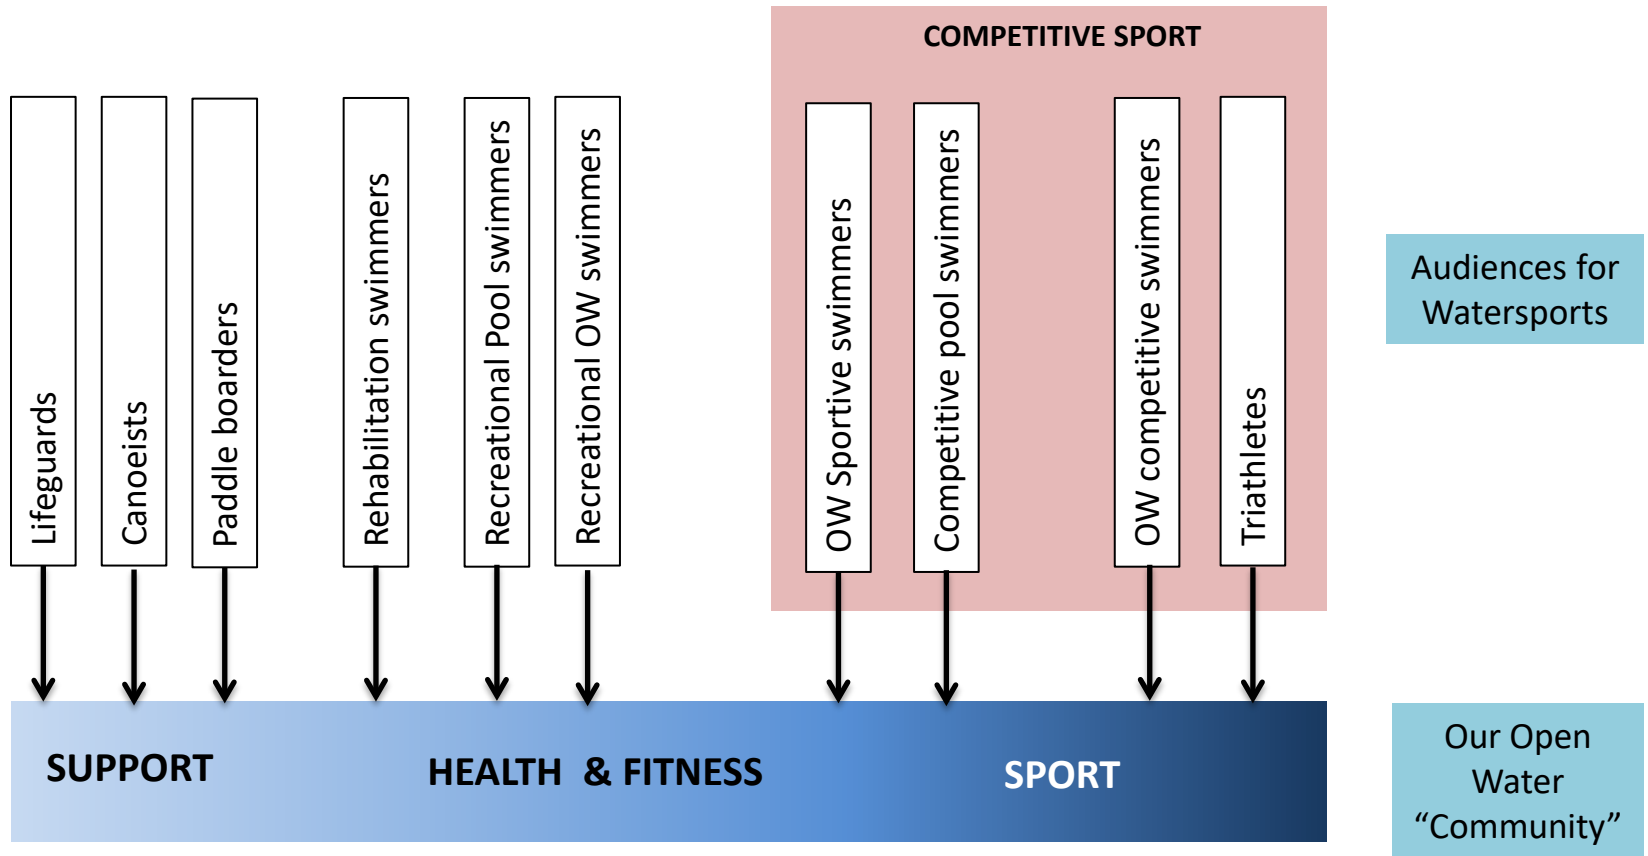 COMPETITIVE SPORT
Lifeguards
Canoeists
Paddle boarders
Rehabilitation swimmers
Recreational Pool swimmers
Recreational OW swimmers
OW Sportive swimmers
Competitive pool swimmers
OW competitive swimmers
Triathletes
Audiences for
Watersports
SUPPORT
HEALTH & FITNESS
SPORT
Our Open
Water
“Community”